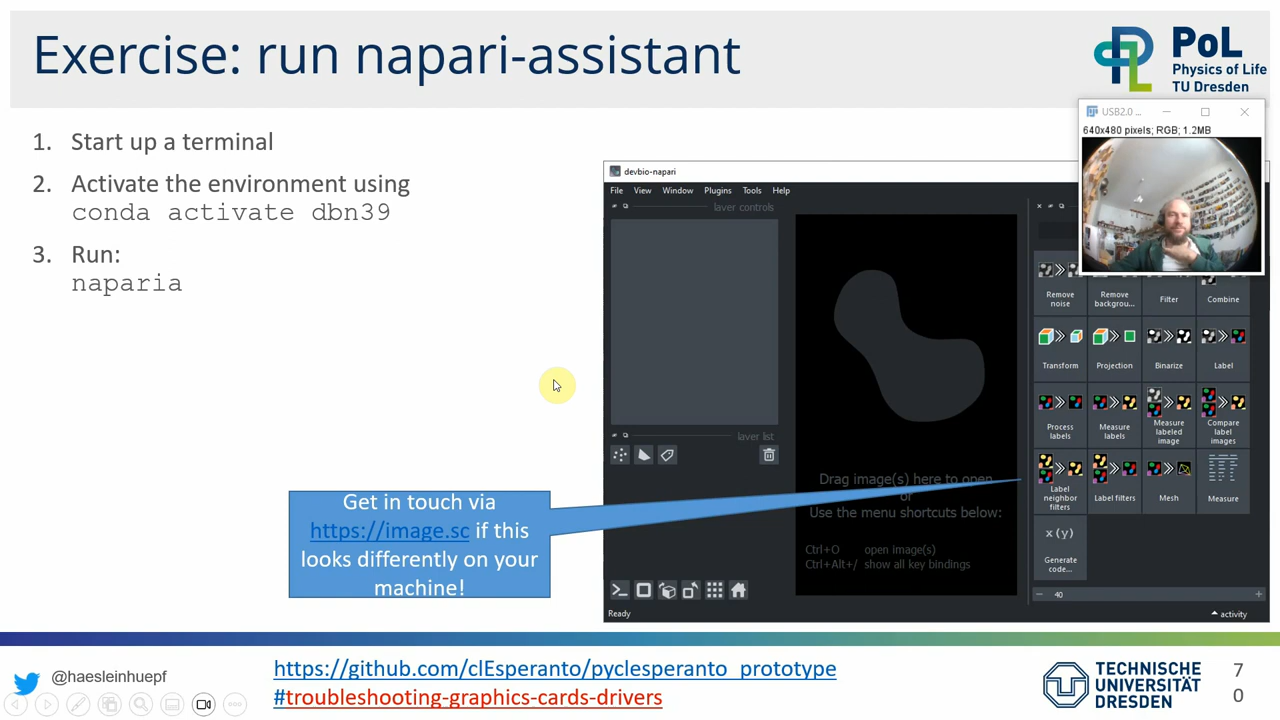 Exercise: run napari-assistant
PoL
Physics of Life
TU Dresden
USB2.0 ...
640x480 pixels; RGB; 1.2MB
1. Start up a terminal
2. Activate the environment using
conda activate dbn39
3. Run:
naparia
devbio-napari
File View Window Plugins Tools Help
layer controls
layer list
Drag image(s) here to open
or
Use the menu shortcuts below:
Ctrl+O open image(s)
Ctrl+Alt+/ show all key bindings
Remove noise
Remove backgrou...
Filter
Combine
Transform
Projection
Binarize
Label
Process labels
Measure labels
Measure labeled image
Compare label images
Label neighbor filters
Label filters
Mesh
Measure
x(y)
Generate code...
40
Ready
activity
Get in touch via
https://image.sc if this
looks differently on your
machine!
@haesleinhuepf
https://github.com/clEsperanto/pyclesperanto_prototype
#troubleshooting-graphics-cards-drivers
TECHNISCHE
UNIVERSITÄT
DRESDEN
7
0